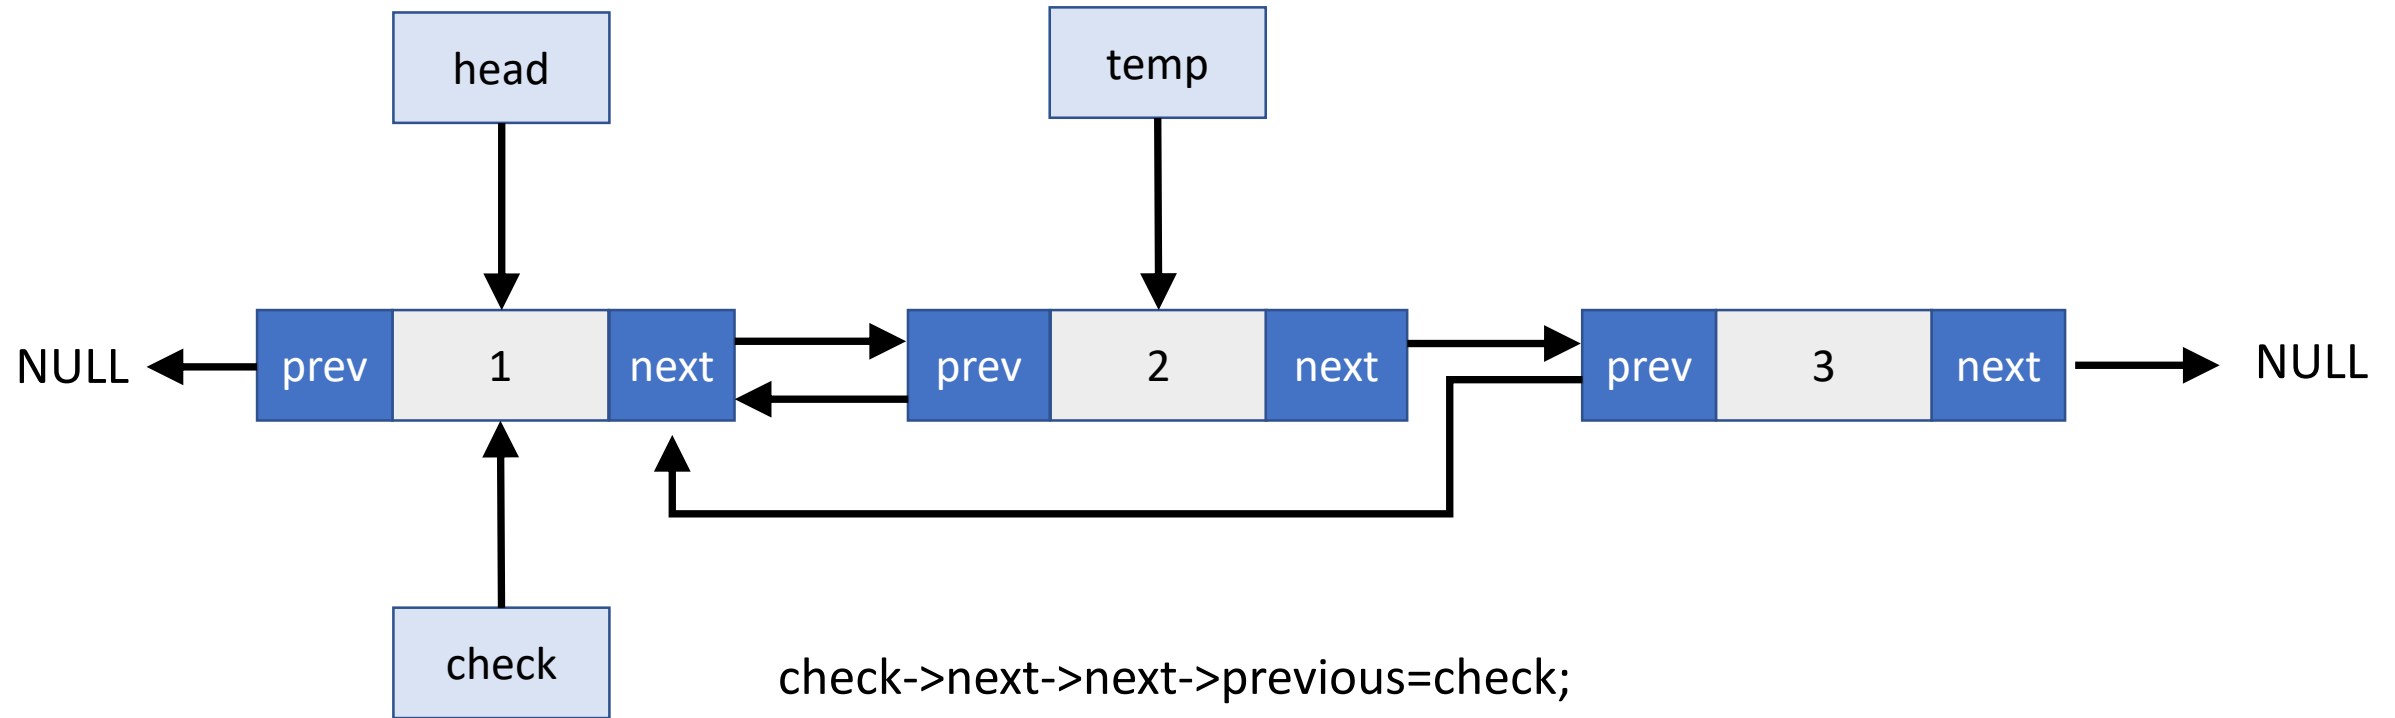 head
temp
NULL
prev
1
next
prev
2
next
prev
3
next
NULL
check
check->next->next->previous=check;